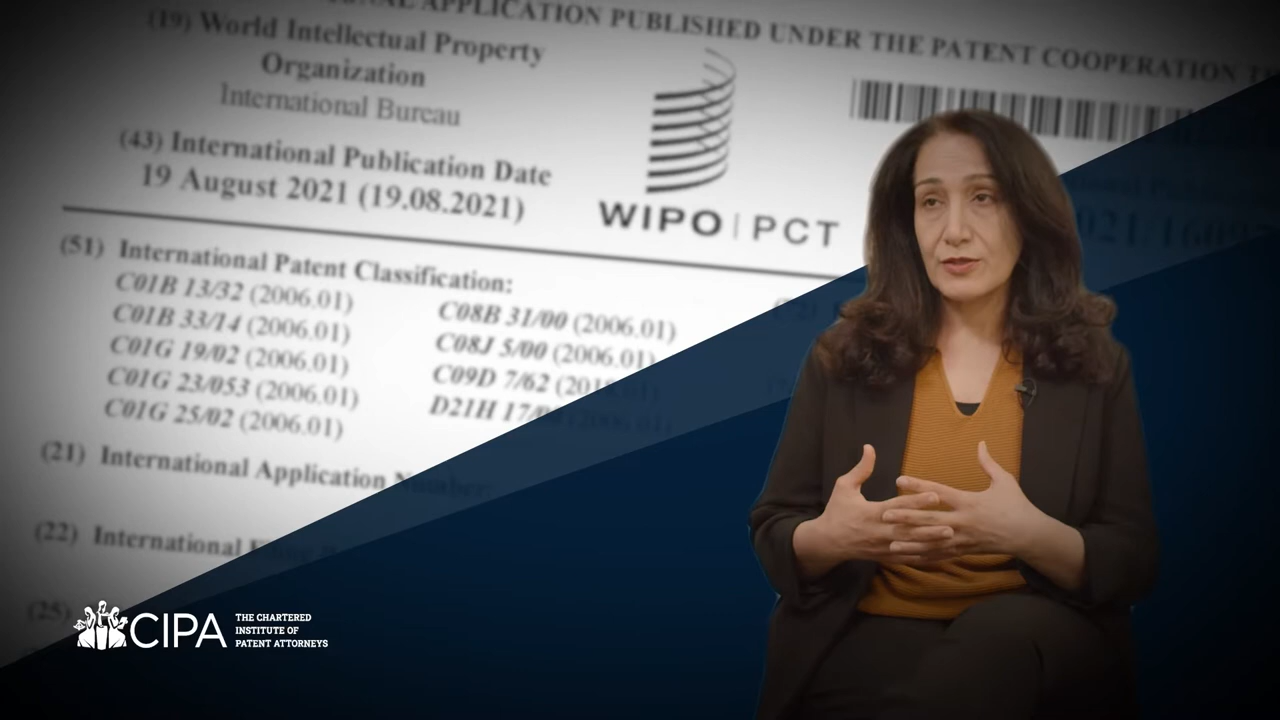 APPLICATION PUBLISHED UNDER THE PATENT COOPERATION
(19) World Intellectual Property
Organization
International Bureau
(43) International Publication Date
19 August 2021 (19.08.2021)
WIPO | PCT
(51) International Patent Classification:
C01B 13/32 (2006.01)
C08B 31/00 (2006.01)
C01B 33/14 (2006.01)
C08J 5/00 (2006.01)
C01G 19/02 (2006.01)
C09D 7/62
C01G 23/053 (2006.01)
D21H
C01G 25/02 (2006.01)
(21) International Application Number:
(22) International
(25)
CIPA
THE CHARTERED
INSTITUTE OF
PATENT ATTORNEYS